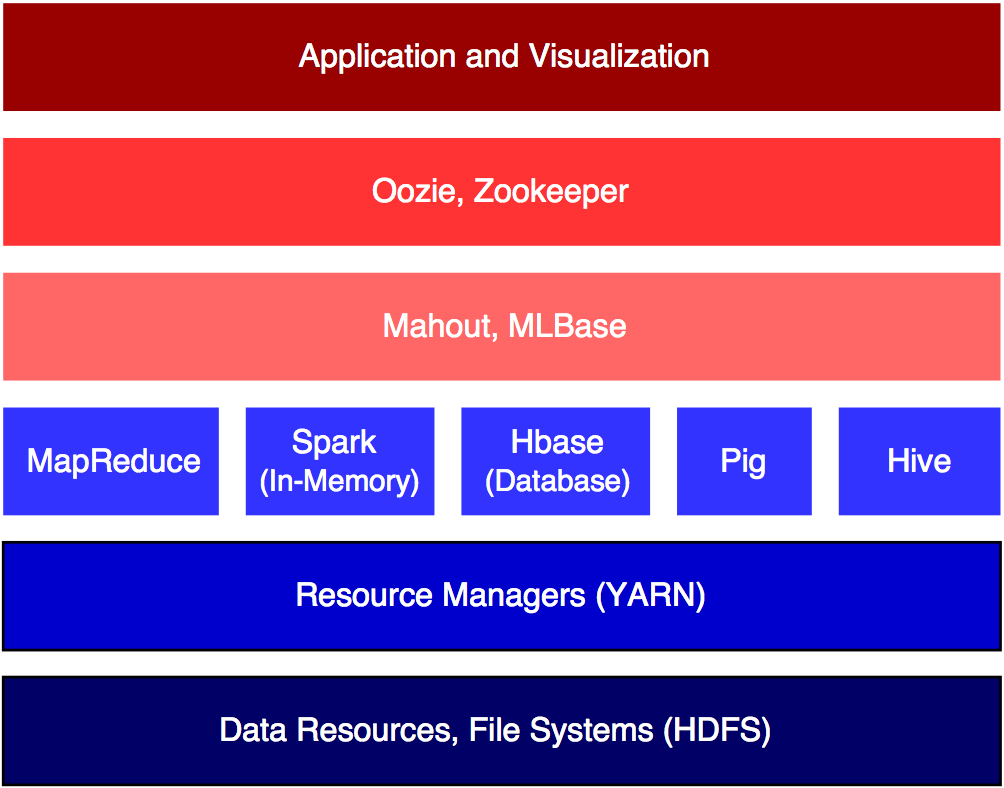 Application and Visualization
Oozie, Zookeeper
Mahout, MLBase
MapReduce
Spark
(In-Memory)
Hbase
(Database)
Pig
Hive
Resource Managers (YARN)
Data Resources, File Systems (HDFS)